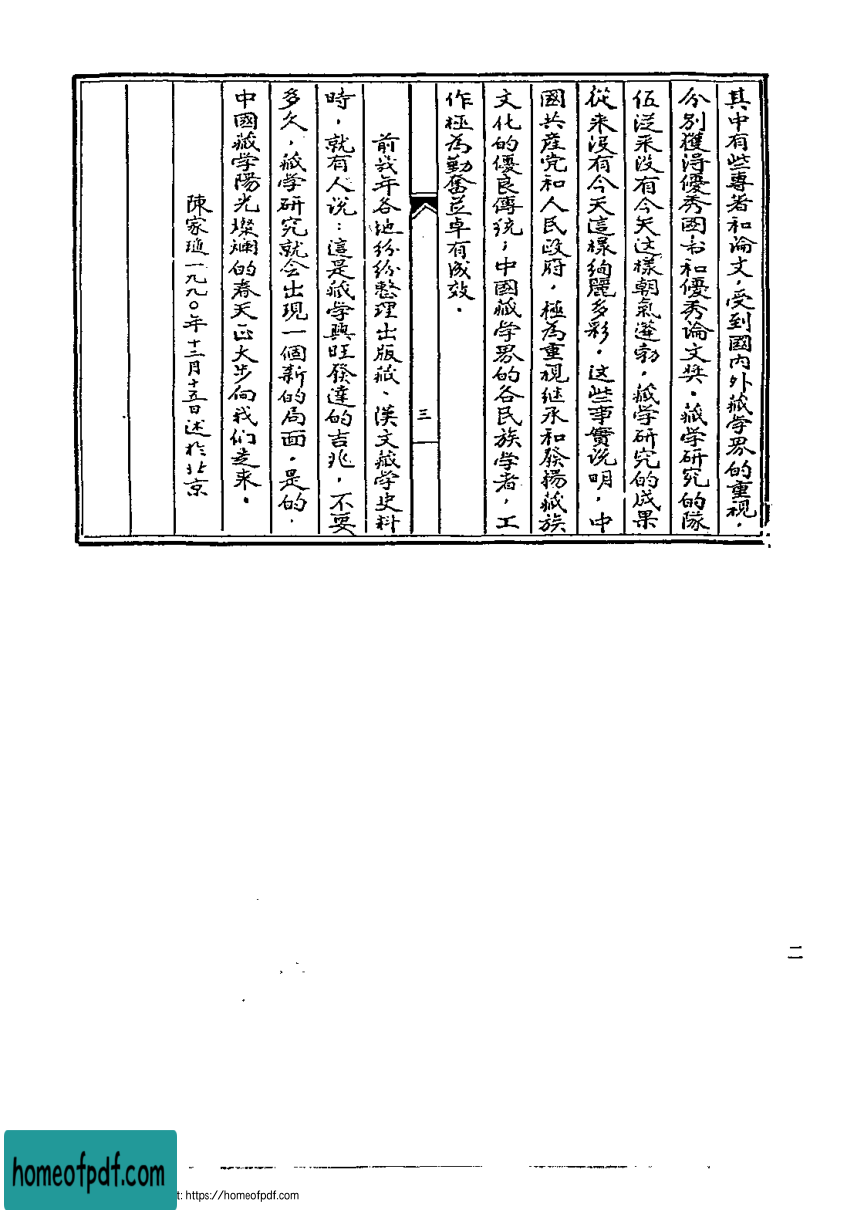 其中有些專著和論文，受到國内外藏学界的重視，
分别獲得優秀图书和優秀論文奖。藏学研究的隊
伍從來没有今天这樣朝氣蓬勃，藏学研究的成果
從来沒有今天這樣絢麗多彩。这些事實说明，中
國共産党和人民政府，極為重視继承和發揚藏族
文化的優良傳统；中國藏学界的各民族学者，工
作極為勤奮並卓有成效。
三
前幾年各地纷纷整理出版藏、漢文藏学史料
時，就有人说：這是藏学興旺發達的吉兆，不要
多久，藏学研究就会出現一個新的局面。是的，
中國藏学陽光燦斓的春天正大步向我们走来。
陳家璡一九九〇年十二月十五日述於北京
二
homeofpdf.com
t: https://homeofpdf.com